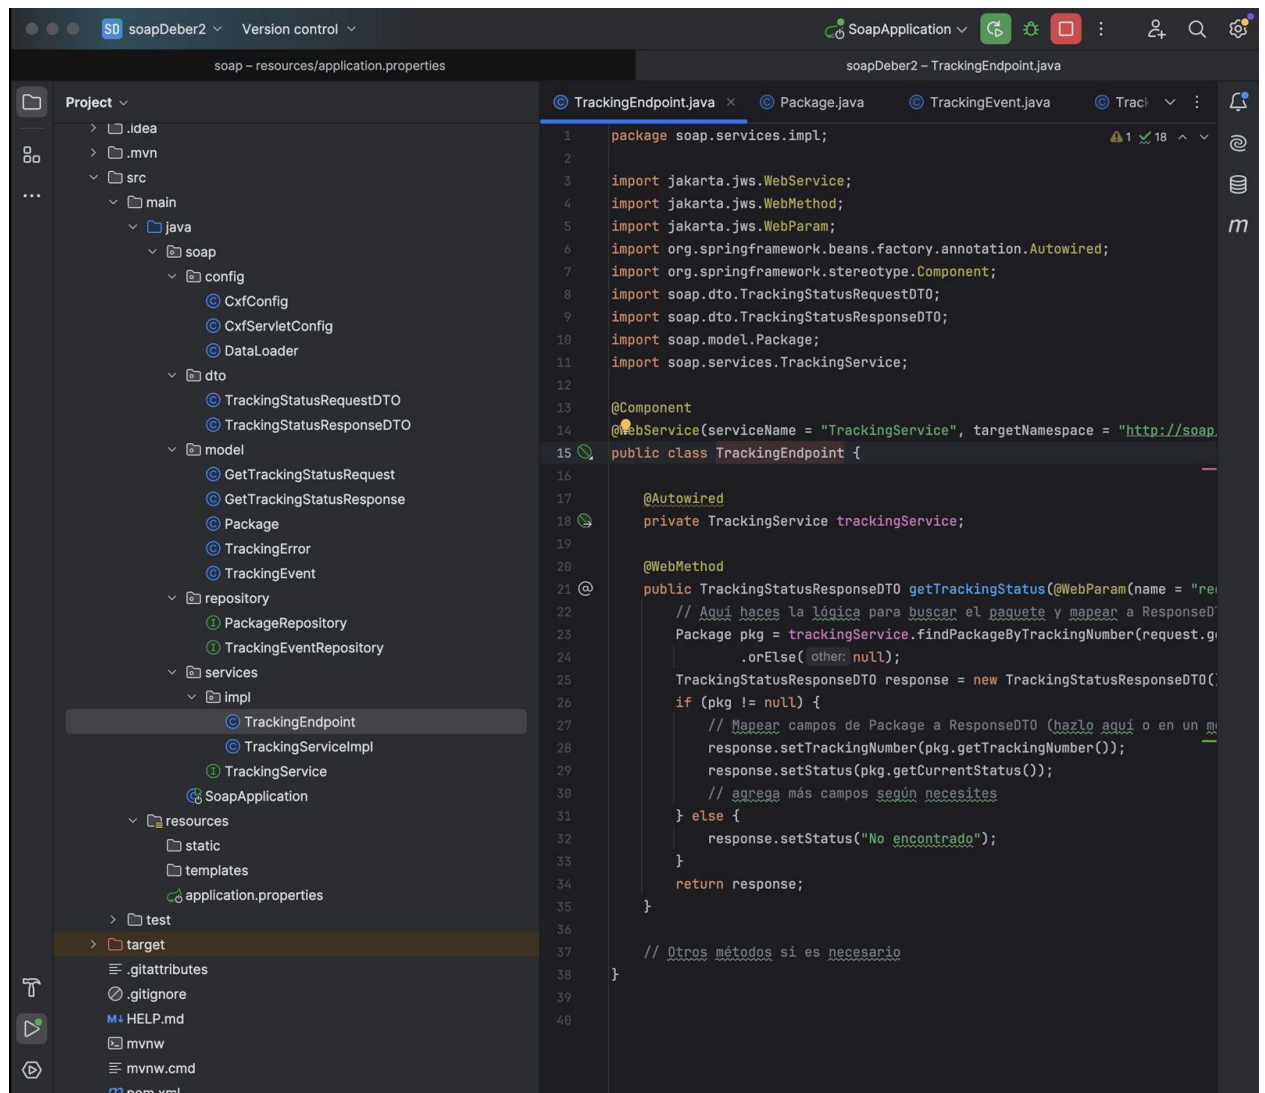 SD soapDeber2
Version control
SoapApplication
soap – resources/application.properties
soapDeber2 – TrackingEndpoint.java
Project
.idea
.mvn
src
main
java
soap
config
CxfConfig
CxfServletConfig
DataLoader
dto
TrackingStatusRequestDTO
TrackingStatusResponseDTO
model
GetTrackingStatusRequest
GetTrackingStatusResponse
Package
TrackingError
TrackingEvent
repository
PackageRepository
TrackingEventRepository
services
impl
TrackingEndpoint
TrackingServiceImpl
TrackingService
SoapApplication
resources
static
templates
application.properties
test
target
.gitattributes
.gitignore
M↓ HELP.md
mvnw
mvnw.cmd
pom.xml
TrackingEndpoint.java
Package.java
TrackingEvent.java
Track
1 18
1 package soap.services.impl;
2
3 import jakarta.jws.WebService;
4 import jakarta.jws.WebMethod;
5 import jakarta.jws.WebParam;
6 import org.springframework.beans.factory.annotation.Autowired;
7 import org.springframework.stereotype.Component;
8 import soap.dto.TrackingStatusRequestDTO;
9 import soap.dto.TrackingStatusResponseDTO;
10 import soap.model.Package;
11 import soap.services.TrackingService;
12
13 @Component
14 @WebService(serviceName = "TrackingService", targetNamespace = "http://soap.
15 public class TrackingEndpoint {
16
17 @Autowired
18 private TrackingService trackingService;
19
20 @WebMethod
21 @ public TrackingStatusResponseDTO getTrackingStatus(@WebParam(name = "re
22 // Aquí haces la lógica para buscar el paquete y mapear a ResponseD
23 Package pkg = trackingService.findPackageByTrackingNumber(request.g
24 .orElse( other: null);
25 TrackingStatusResponseDTO response = new TrackingStatusResponseDTO(
26 if (pkg != null) {
27 // Mapear campos de Package a ResponseDTO (hazlo aquí o en un m
28 response.setTrackingNumber(pkg.getTrackingNumber());
29 response.setStatus(pkg.getCurrentStatus());
30 // agrega más campos según necesites
31 } else {
32 response.setStatus("No encontrado");
33 }
34 return response;
35 }
36
37 // Otros métodos si es necesario
38 }
39
40
m